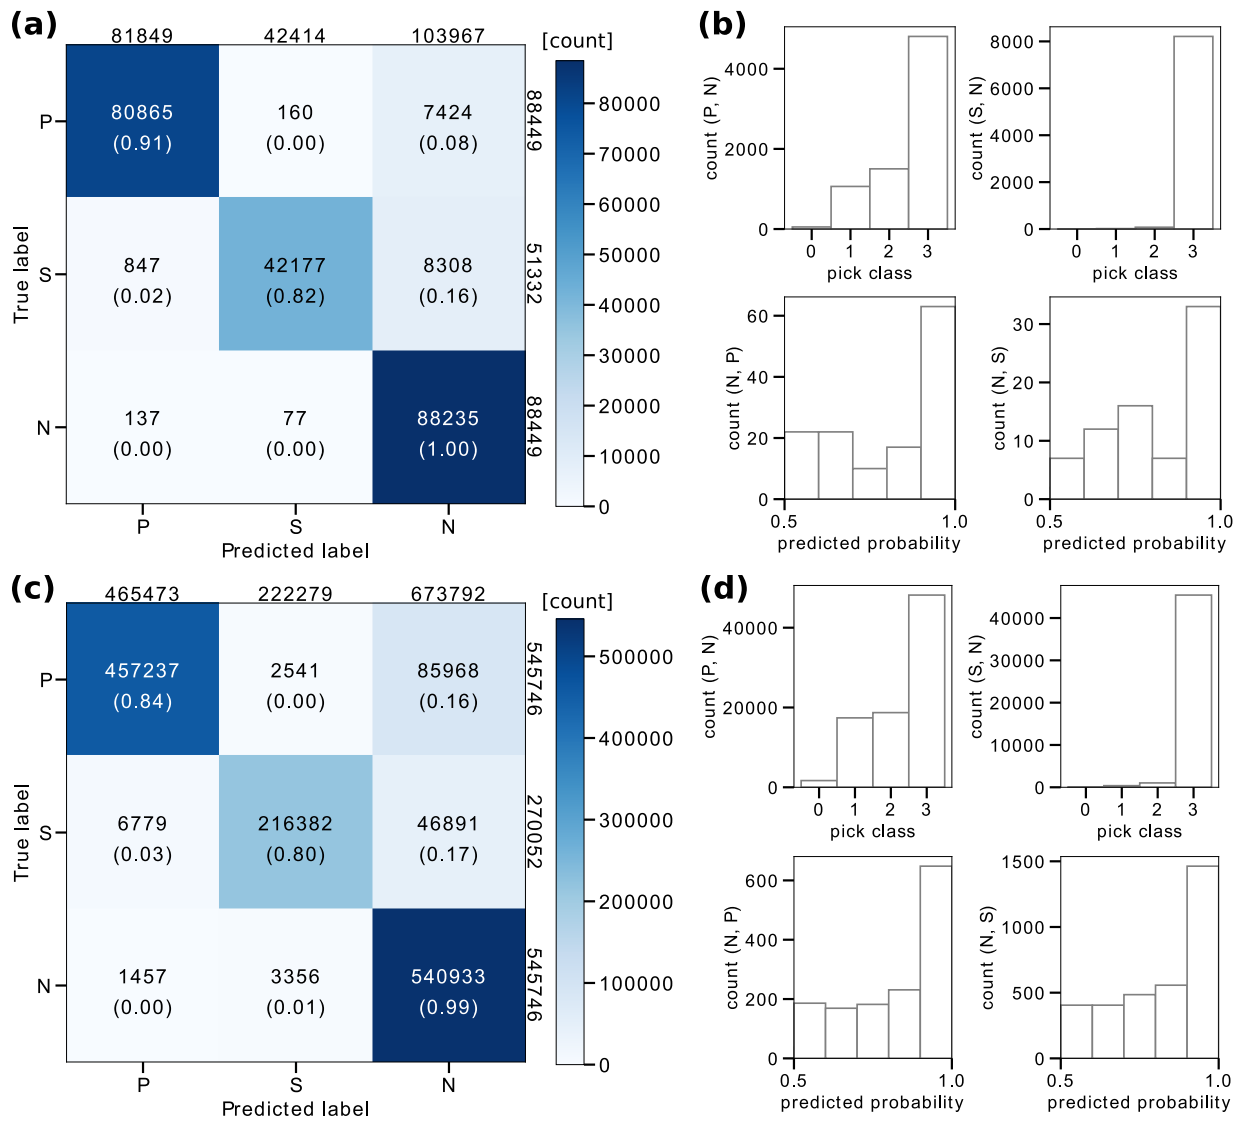 (a)
81849 42414 103967
[count]
P
80865 160 7424
(0.91) (0.00) (0.08)
88449
S
847 42177 8308
(0.02) (0.82) (0.16)
51332
N
137 77 88235
(0.00) (0.00) (1.00)
88449
True label
P S N
Predicted label
80000
70000
60000
50000
40000
30000
20000
10000
0
(b)
count (P, N)
4000
2000
0
0 1 2 3
pick class
count (S, N)
8000
6000
4000
2000
0
0 1 2 3
pick class
count (N, P)
60
40
20
0
0.5 1.0
predicted probability
count (N, S)
30
20
10
0
0.5 1.0
predicted probability
(c)
465473 222279 673792
[count]
P
457237 2541 85968
(0.84) (0.00) (0.16)
545746
S
6779 216382 46891
(0.03) (0.80) (0.17)
270052
N
1457 3356 540933
(0.00) (0.01) (0.99)
545746
True label
P S N
Predicted label
500000
400000
300000
200000
100000
0
(d)
count (P, N)
40000
20000
0
0 1 2 3
pick class
count (S, N)
40000
30000
20000
10000
0
0 1 2 3
pick class
count (N, P)
600
400
200
0
0.5 1.0
predicted probability
count (N, S)
1500
1000
500
0
0.5 1.0
predicted probability